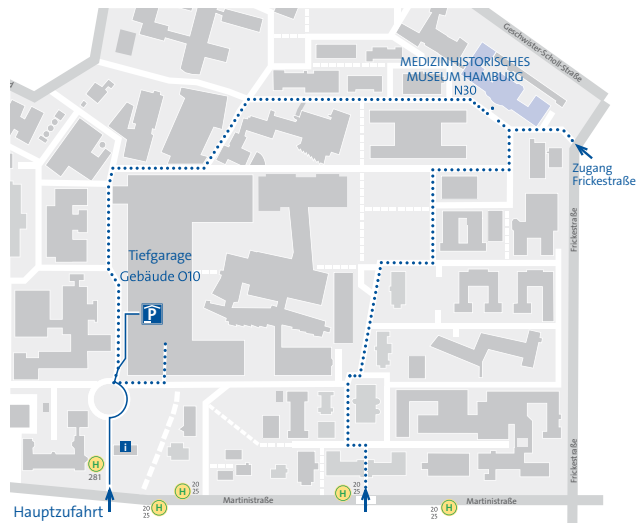 Geschwister-Scholl-Straße
MEDIZINHISTORISCHES
MUSEUM HAMBURG
N30
Zugang
Frickestraße
Frickestraße
Tiefgarage
Gebäude O10
P
i
H
281
Frickestraße
H
20
25
H
20
25
H
20
25
H
20
25
Martinistraße
Martinistraße
Hauptzufahrt